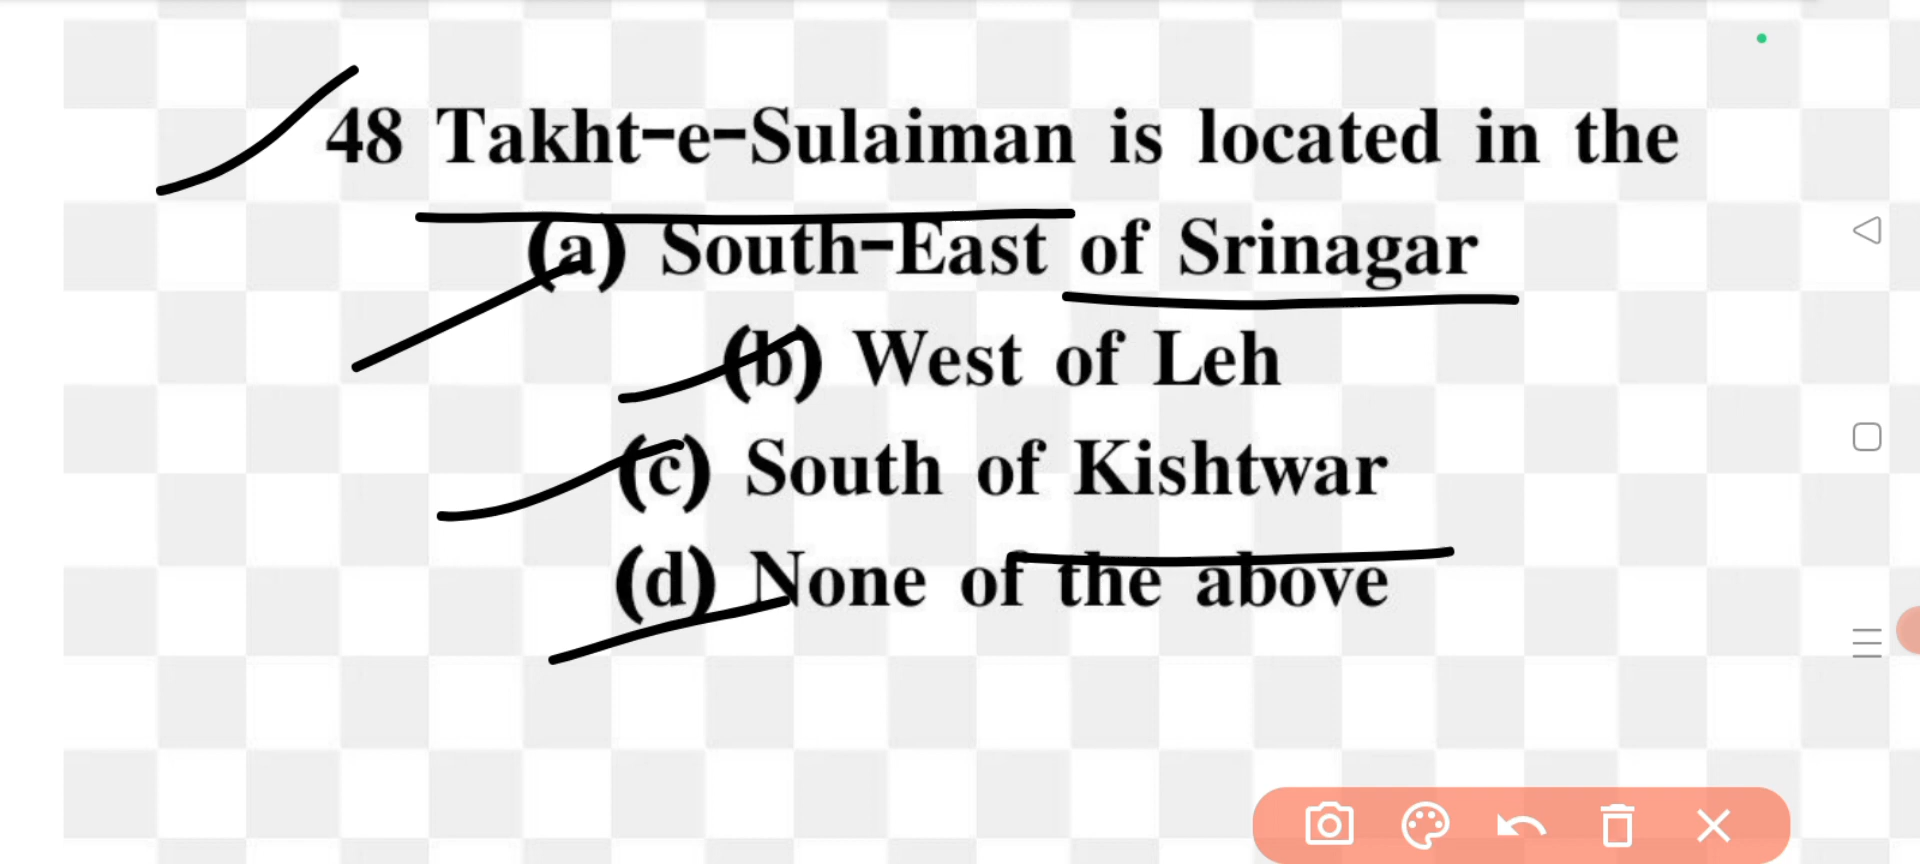 48 Takht-e-Sulaiman is located in the
(a) South-East of Srinagar
(b) West of Leh
(c) South of Kishtwar
(d) None of the above